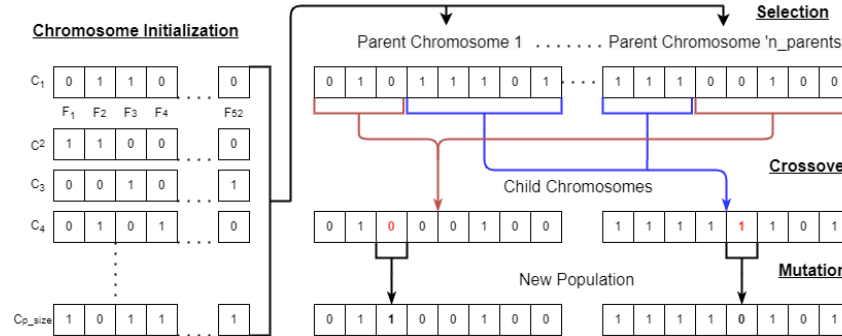 Selection
Chromosome Initialization
Parent Chromosome 1 . . . . . . . Parent Chromosome 'n_parents
C1 0 1 1 0 . . . . 0
0 1 0 1 1 1 0 1 . . . . 1 1 1 0 0 1 0 0
F1 F2 F3 F4 F52
C2 1 1 0 0 . . . . 0
Crossove
C3 0 0 1 0 . . . . 1
Child Chromosomes
C4 0 1 0 1 . . . . 0
0 1 0 0 0 1 0 0
1 1 1 1 1 1 0 1
Mutation
New Population
Cp_size 1 0 1 1 . . . . 1
0 1 1 0 0 1 0 0
1 1 1 1 0 1 0 1